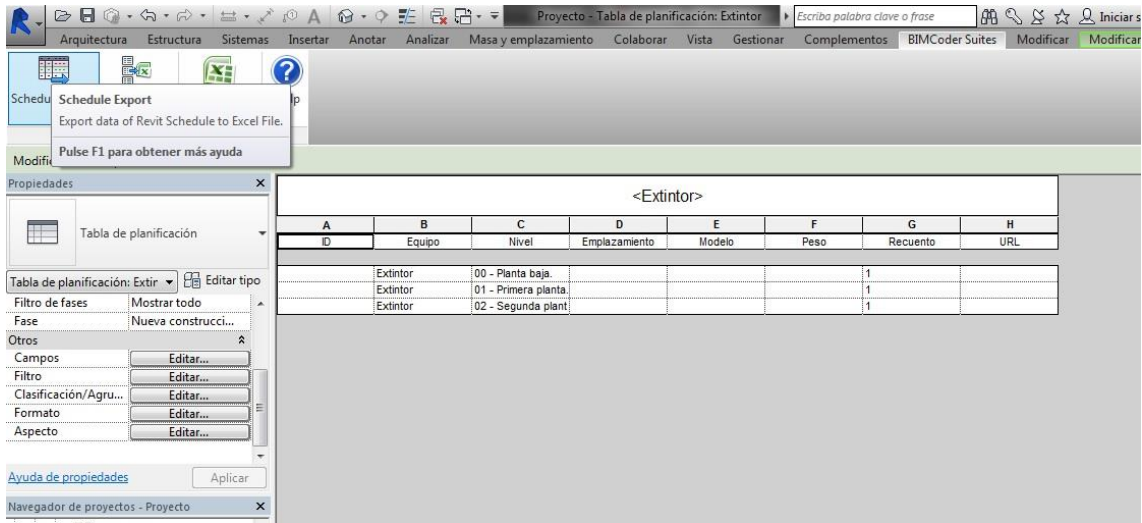 Proyecto - Tabla de planificación: Extintor Escriba palabra clave o frase Iniciar s
Arquitectura Estructura Sistemas Insertar Anotar Analizar Masa y emplazamiento Colaborar Vista Gestionar Complementos BIMCoder Suites Modificar Modificar
Schedu lp
Schedule Export
Export data of Revit Schedule to Excel File.
Pulse F1 para obtener más ayuda
Modifi
Propiedades
Tabla de planificación
Tabla de planificación: Extir Editar tipo
Filtro de fases Mostrar todo
Fase Nueva construcci...
Otros
Campos Editar...
Filtro Editar...
Clasificación/Agru... Editar...
Formato Editar...
Aspecto Editar...
Ayuda de propiedades Aplicar
Navegador de proyectos - Proyecto
<Extintor>
A B C D E F G H
ID Equipo Nivel Emplazamiento Modelo Peso Recuento URL
Extintor 00 - Planta baja. 1
Extintor 01 - Primera planta. 1
Extintor 02 - Segunda plant 1